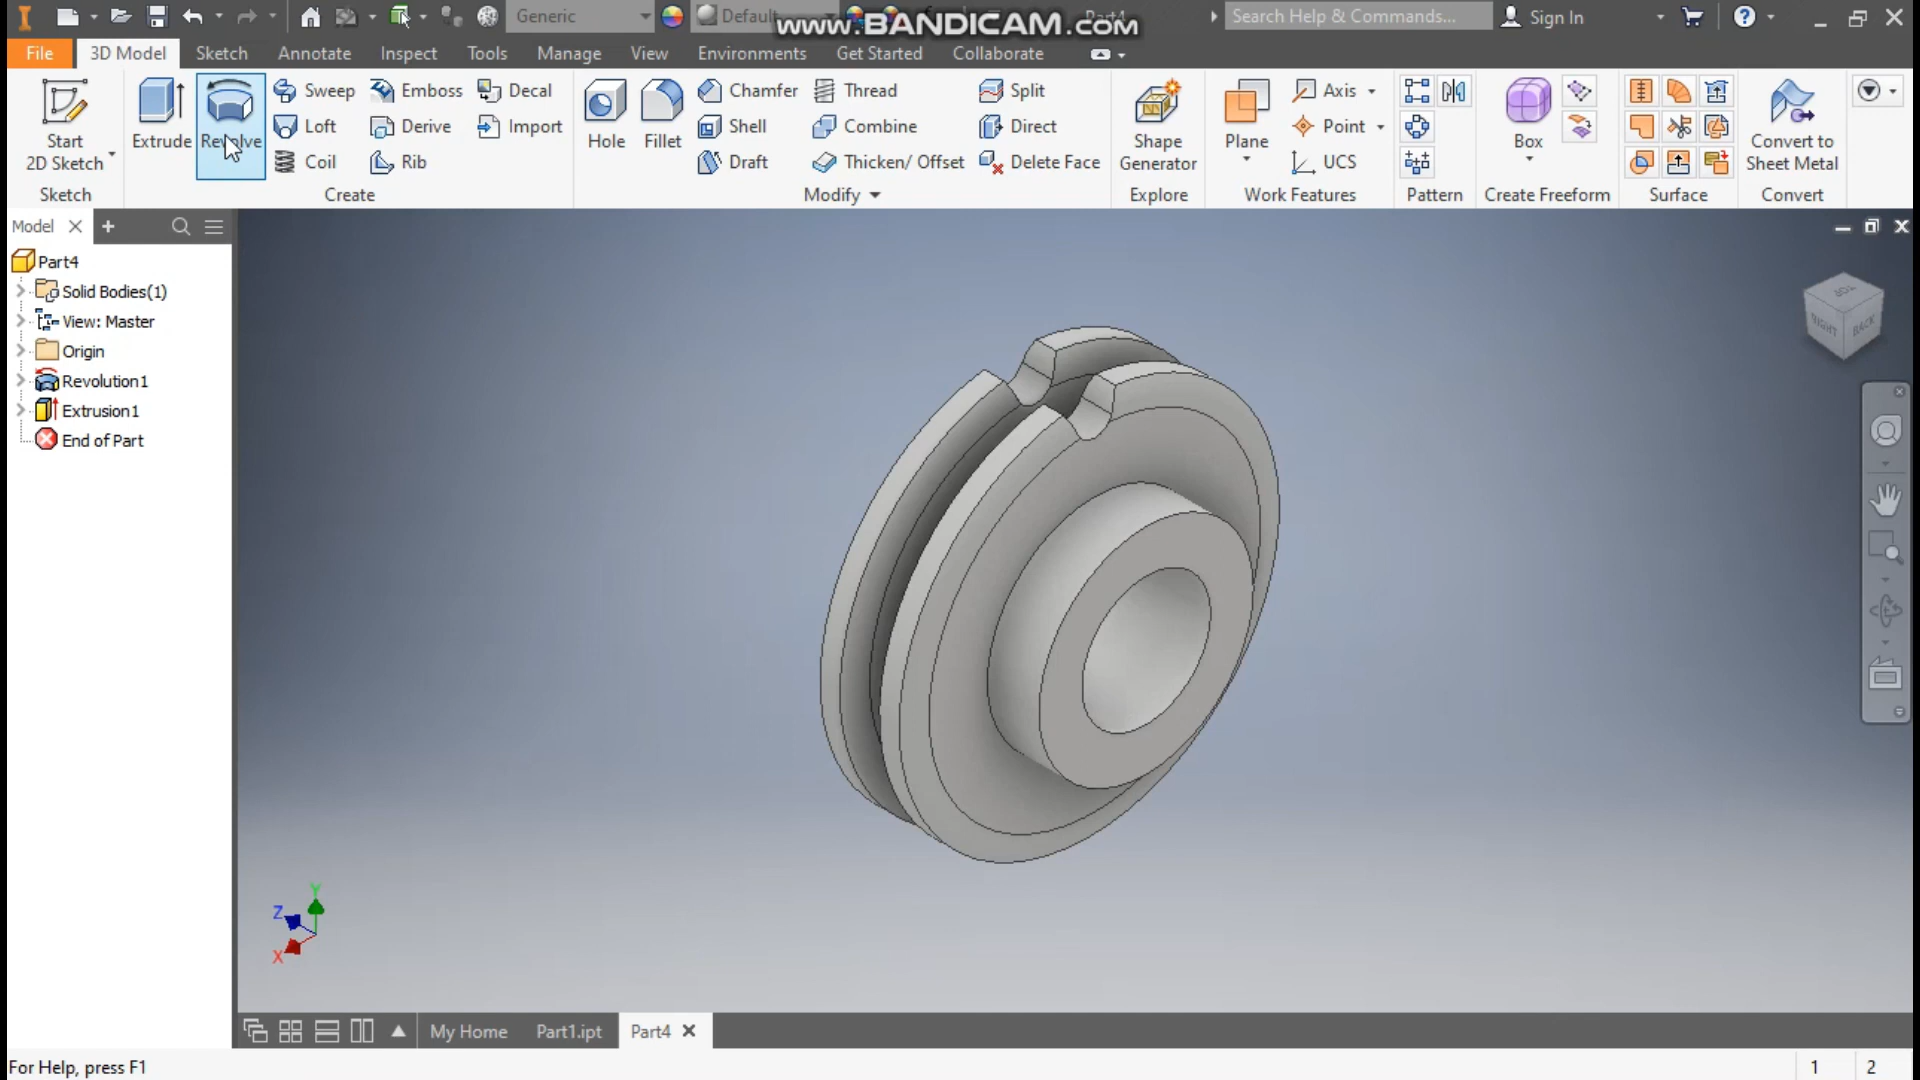 Generic
Default
www.BANDICAM.com
Search Help & Commands...
Sign In
File
3D Model
Sketch
Annotate
Inspect
Tools
Manage
View
Environments
Get Started
Collaborate
Start
2D Sketch
Extrude
Revolve
Sweep
Loft
Coil
Emboss
Derive
Rib
Decal
Import
Hole
Fillet
Chamfer
Shell
Draft
Thread
Combine
Thicken/ Offset
Split
Direct
Delete Face
Shape
Generator
Plane
Axis
Point
UCS
Box
Convert to
Sheet Metal
Sketch
Create
Modify
Explore
Work Features
Pattern
Create Freeform
Surface
Convert
Model
Part4
Solid Bodies(1)
View: Master
Origin
Revolution1
Extrusion1
End of Part
TOP
RIGHT
BACK
Y
Z
X
My Home
Part1.ipt
Part4
For Help, press F1
1
2